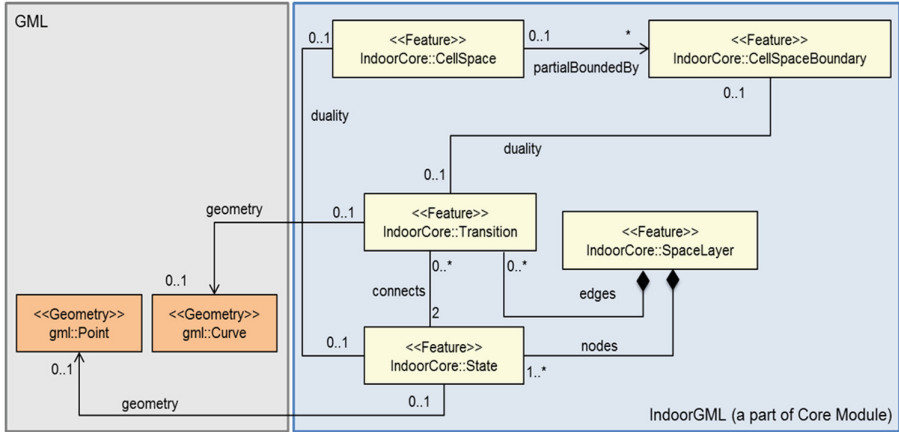 GML
0..1
<<Feature>>
IndoorCore::CellSpace
0..1
*
partialBoundedBy
<<Feature>>
IndoorCore::CellSpaceBoundary
0..1
duality
duality
0..1
geometry
0..1
<<Feature>>
IndoorCore::Transition
<<Feature>>
IndoorCore::SpaceLayer
0..*
0..*
0..1
connects
edges
<<Geometry>>
gml::Point
<<Geometry>>
gml::Curve
2
0..1
<<Feature>>
IndoorCore::State
nodes
0..1
1..*
geometry
0..1
IndoorGML (a part of Core Module)